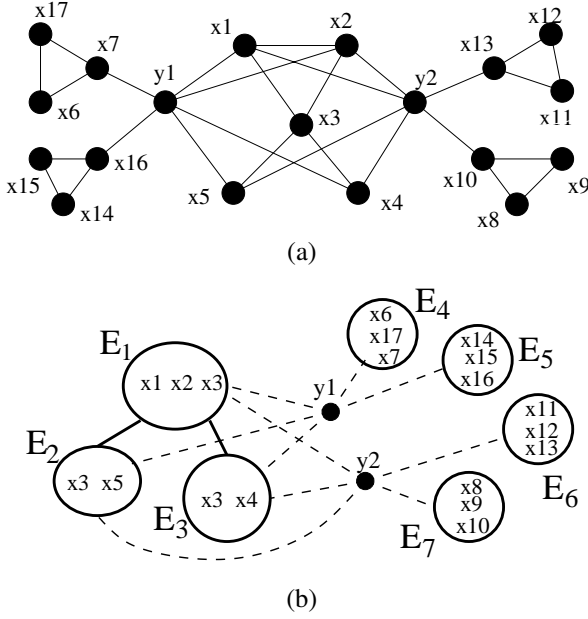 x17
x7
x6
x15
x16
x14
y1
x1
x2
x3
x5
x4
y2
x13
x12
x11
x10
x9
x8
(a)
E1
x1 x2 x3
E2
x3 x5
E3
x3 x4
y1
y2
E4
x6
x17
x7
E5
x14
x15
x16
E6
x11
x12
x13
E7
x8
x9
x10
(b)